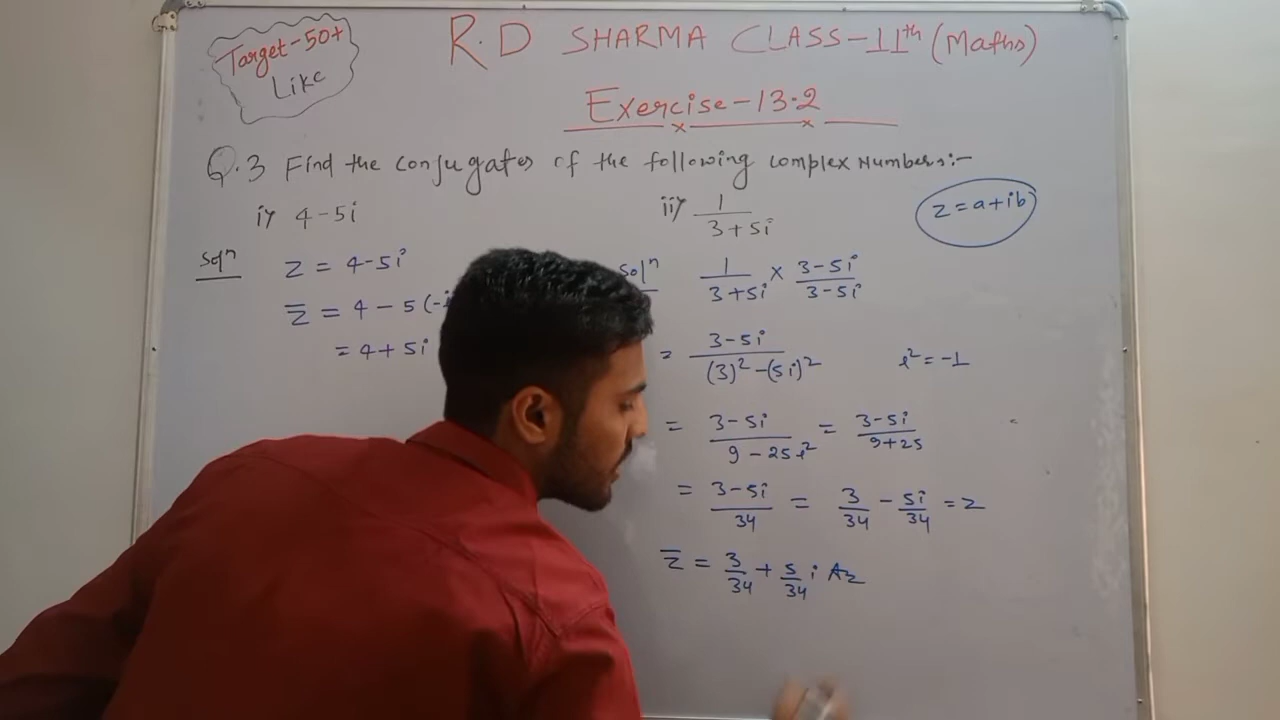 Target-50+
Like
R.D SHARMA CLASS-11th (Maths)
Exercise-13.2
Q.3 Find the conjugates of the following complex Numbers:-
i) 4-5i
ii) 1/(3+5i)
z = a+ib
Solⁿ
z = 4-5i
z̅ = 4-5(-i
= 4+5i
Solⁿ
1/(3+5i) × (3-5i)/(3-5i)
= (3-5i)/((3)²-(5i)²)
i² = -1
= (3-5i)/(9-25i²) = (3-5i)/(9+25)
= (3-5i)/34 = 3/34 - 5i/34 = z
z̅ = 3/34 + 5/34 i